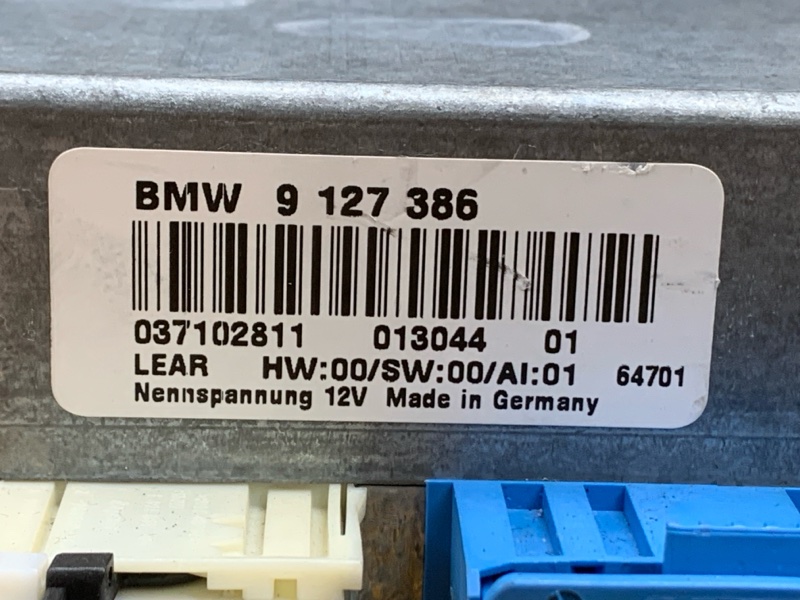 BMW 9 127 386
037102811 013044 01
LEAR HW:00/SW:00/AI:01 64701
Nennspannung 12V Made in Germany